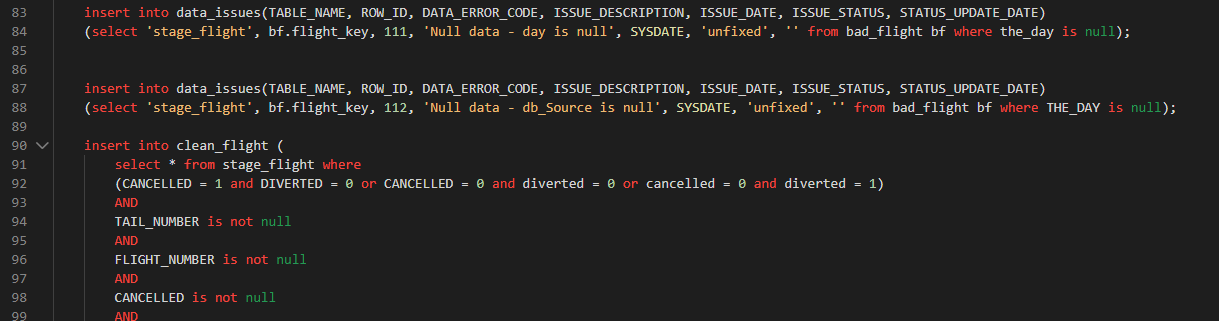 83 insert into data_issues(TABLE_NAME, ROW_ID, DATA_ERROR_CODE, ISSUE_DESCRIPTION, ISSUE_DATE, ISSUE_STATUS, STATUS_UPDATE_DATE)
84 (select 'stage_flight', bf.flight_key, 111, 'Null data - day is null', SYSDATE, 'unfixed', '' from bad_flight bf where the_day is null);
85
86
87 insert into data_issues(TABLE_NAME, ROW_ID, DATA_ERROR_CODE, ISSUE_DESCRIPTION, ISSUE_DATE, ISSUE_STATUS, STATUS_UPDATE_DATE)
88 (select 'stage_flight', bf.flight_key, 112, 'Null data - db_Source is null', SYSDATE, 'unfixed', '' from bad_flight bf where THE_DAY is null);
89
90 insert into clean_flight (
91 select * from stage_flight where
92 (CANCELLED = 1 and DIVERTED = 0 or CANCELLED = 0 and diverted = 0 or cancelled = 0 and diverted = 1)
93 AND
94 TAIL_NUMBER is not null
95 AND
96 FLIGHT_NUMBER is not null
97 AND
98 CANCELLED is not null
99 AND